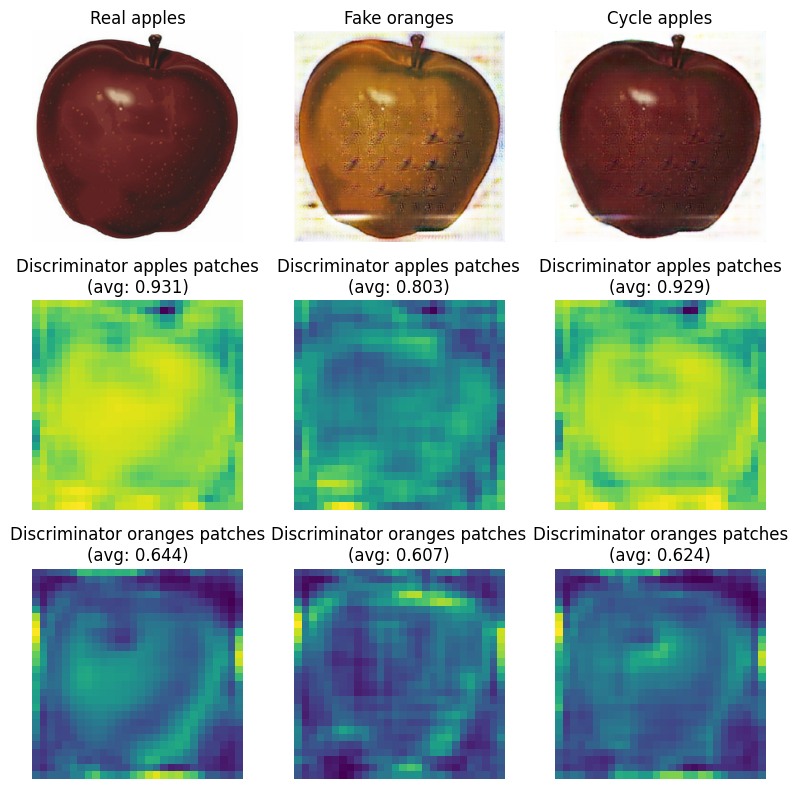 Real apples
Fake oranges
Cycle apples
Discriminator apples patches
(avg: 0.931)
Discriminator apples patches
(avg: 0.803)
Discriminator apples patches
(avg: 0.929)
Discriminator oranges patches
(avg: 0.644)
Discriminator oranges patches
(avg: 0.607)
Discriminator oranges patches
(avg: 0.624)